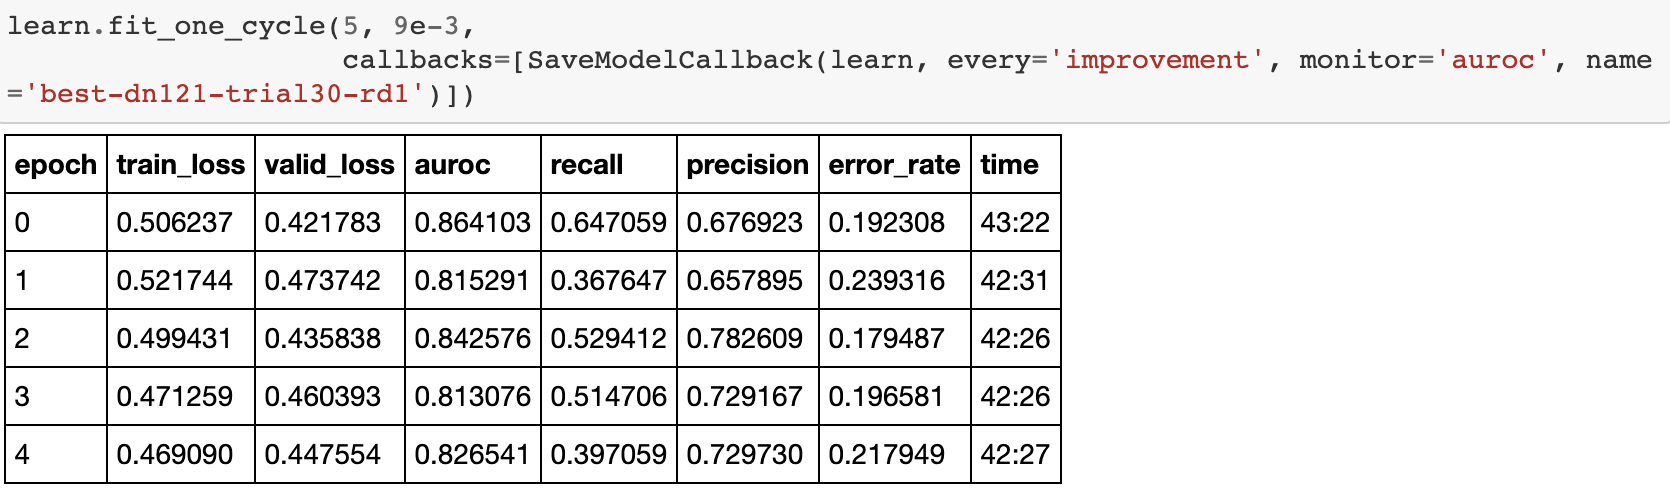 learn.fit_one_cycle(5, 9e-3,
callbacks=[SaveModelCallback(learn, every='improvement', monitor='auroc', name
='best-dn121-trial30-rd1')])
epoch train_loss valid_loss auroc recall precision error_rate time
0 0.506237 0.421783 0.864103 0.647059 0.676923 0.192308 43:22
1 0.521744 0.473742 0.815291 0.367647 0.657895 0.239316 42:31
2 0.499431 0.435838 0.842576 0.529412 0.782609 0.179487 42:26
3 0.471259 0.460393 0.813076 0.514706 0.729167 0.196581 42:26
4 0.469090 0.447554 0.826541 0.397059 0.729730 0.217949 42:27